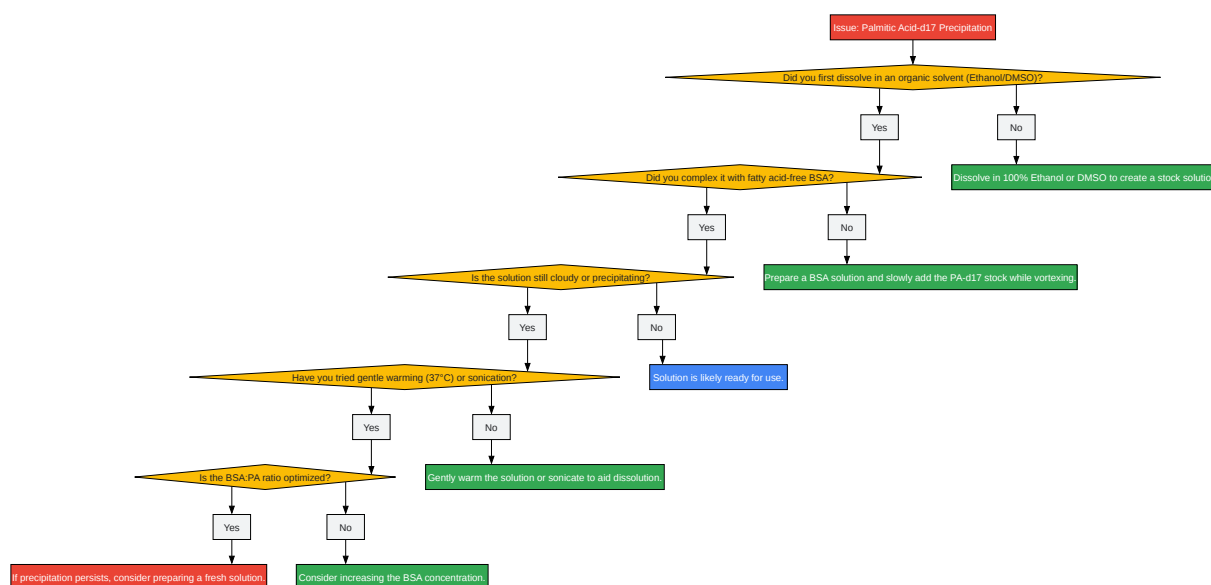 Issue: Palmitic Acid-d17 Precipitation
Did you first dissolve in an organic solvent (Ethanol/DMSO)?
Yes
No
Did you complex it with fatty acid-free BSA?
Dissolve in 100% Ethanol or DMSO to create a stock solutio
Yes
No
Is the solution still cloudy or precipitating?
Prepare a BSA solution and slowly add the PA-d17 stock while vortexing.
Yes
No
Have you tried gentle warming (37°C) or sonication?
Solution is likely ready for use.
Yes
No
Is the BSA:PA ratio optimized?
Gently warm the solution or sonicate to aid dissolution.
Yes
No
If precipitation persists, consider preparing a fresh solution.
Consider increasing the BSA concentration.